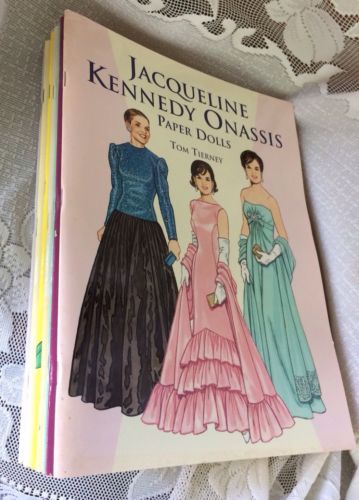 JACQUELINE
KENNEDY ONASSIS
PAPER DOLLS
TOM TIERNEY